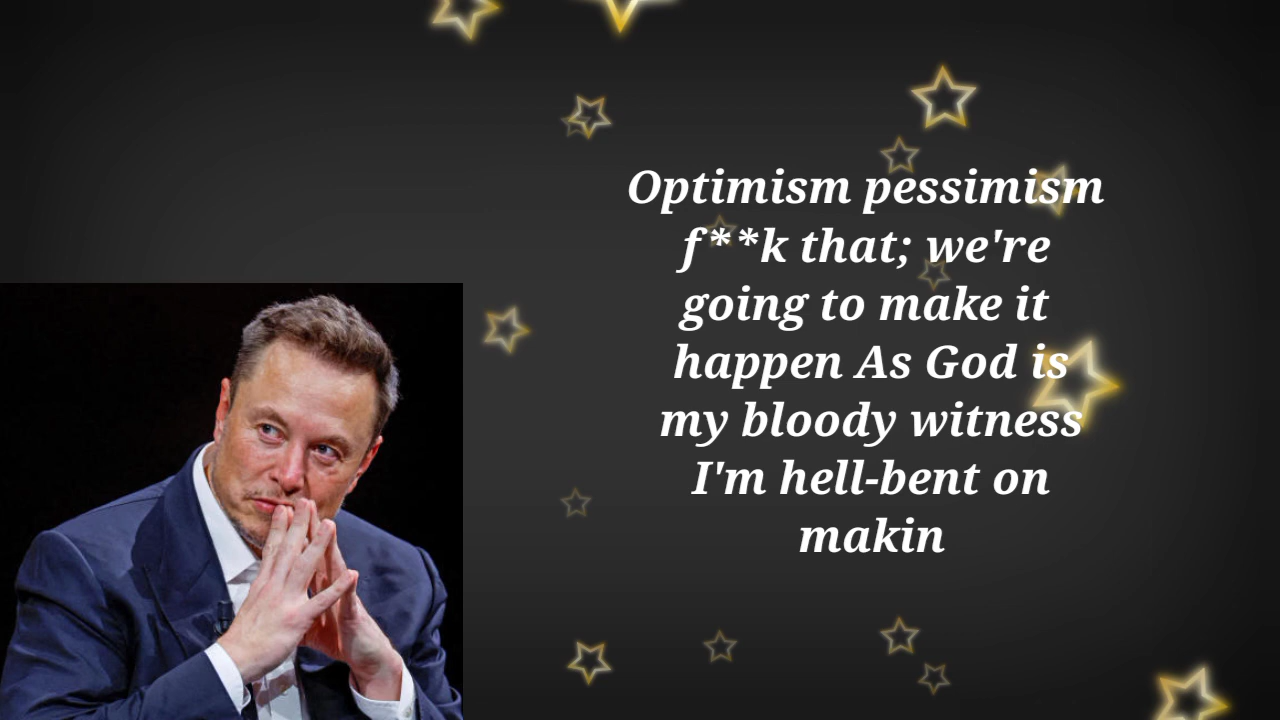 Optimism pessimism
f**k that; we're
going to make it
happen As God is
my bloody witness
I'm hell-bent on
makin